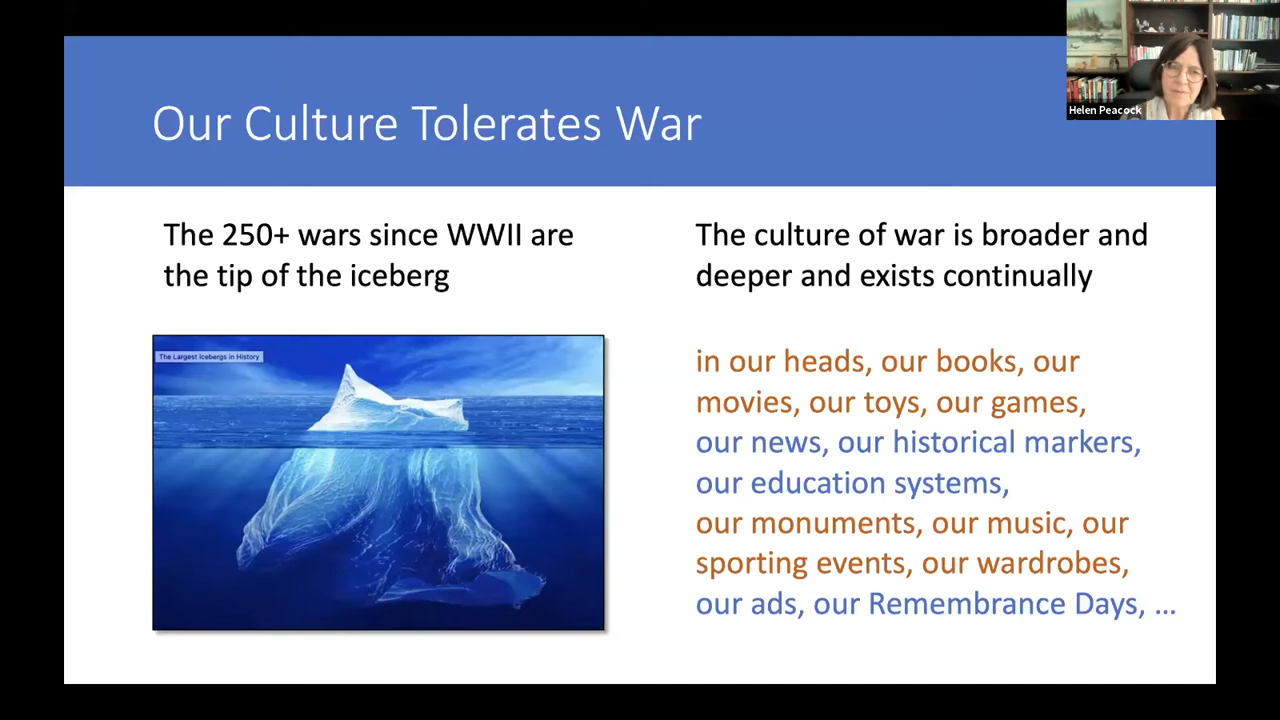 Our Culture Tolerates War
Helen Peacock
The 250+ wars since WWII are
the tip of the iceberg
The Largest Icebergs in History
The culture of war is broader and
deeper and exists continually
in our heads, our books, our
movies, our toys, our games,
our news, our historical markers,
our education systems,
our monuments, our music, our
sporting events, our wardrobes,
our ads, our Remembrance Days, ...